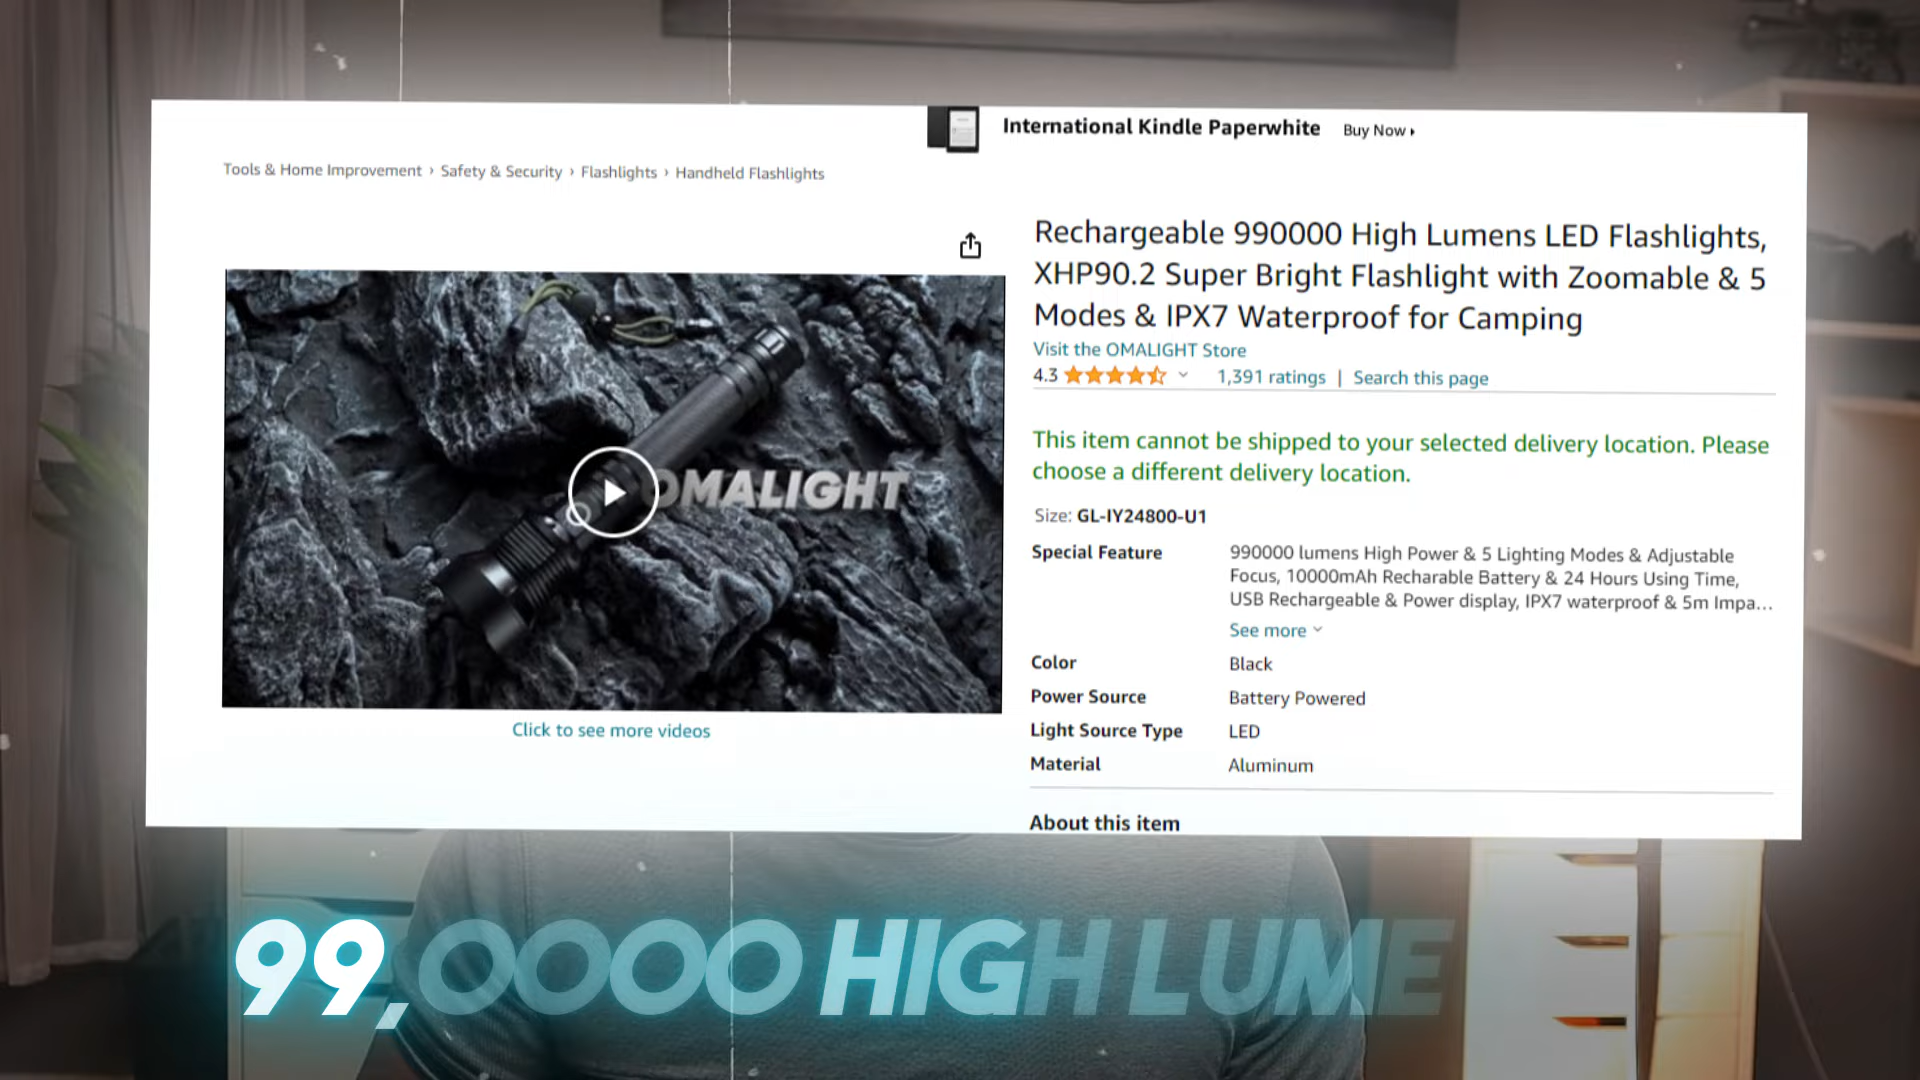 International Kindle Paperwhite Buy Now
Tools & Home Improvement › Safety & Security › Flashlights › Handheld Flashlights
Rechargeable 990000 High Lumens LED Flashlights,
XHP90.2 Super Bright Flashlight with Zoomable & 5
Modes & IPX7 Waterproof for Camping
Visit the OMALIGHT Store
4.3 1,391 ratings | Search this page
This item cannot be shipped to your selected delivery location. Please
choose a different delivery location.
OMALIGHT
Size: GL-IY24800-U1
Special Feature 990000 lumens High Power & 5 Lighting Modes & Adjustable
Focus, 10000mAh Recharable Battery & 24 Hours Using Time,
USB Rechargeable & Power display, IPX7 waterproof & 5m Impa...
See more
Color Black
Power Source Battery Powered
Light Source Type LED
Material Aluminum
Click to see more videos
About this item
99,0000 HIGH LUME